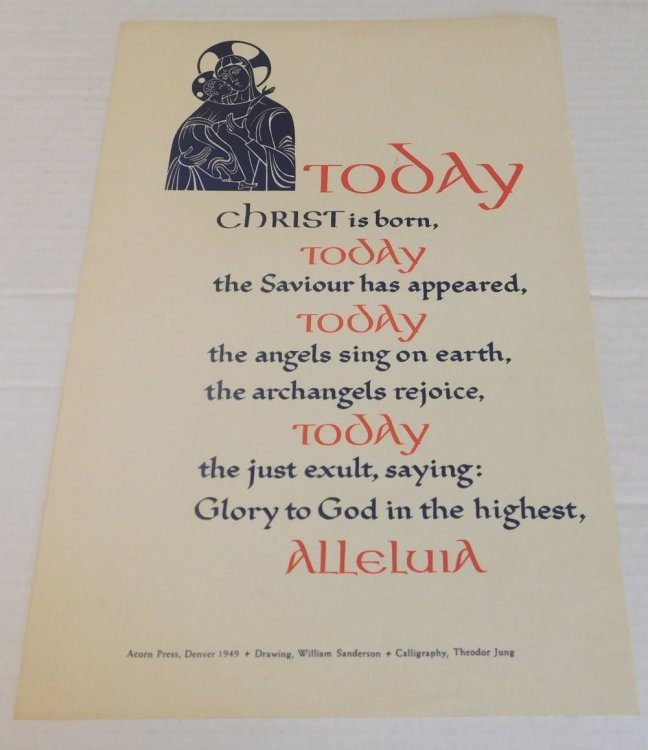 TODAY
CHRIST is born,
TODAY
the Saviour has appeared,
TODAY
the angels sing on earth,
the archangels rejoice,
TODAY
the just exult, saying:
Glory to God in the highest,
ALLELUIA
Acorn Press, Denver 1949 + Drawing, William Sanderson + Calligraphy, Theodor Jung